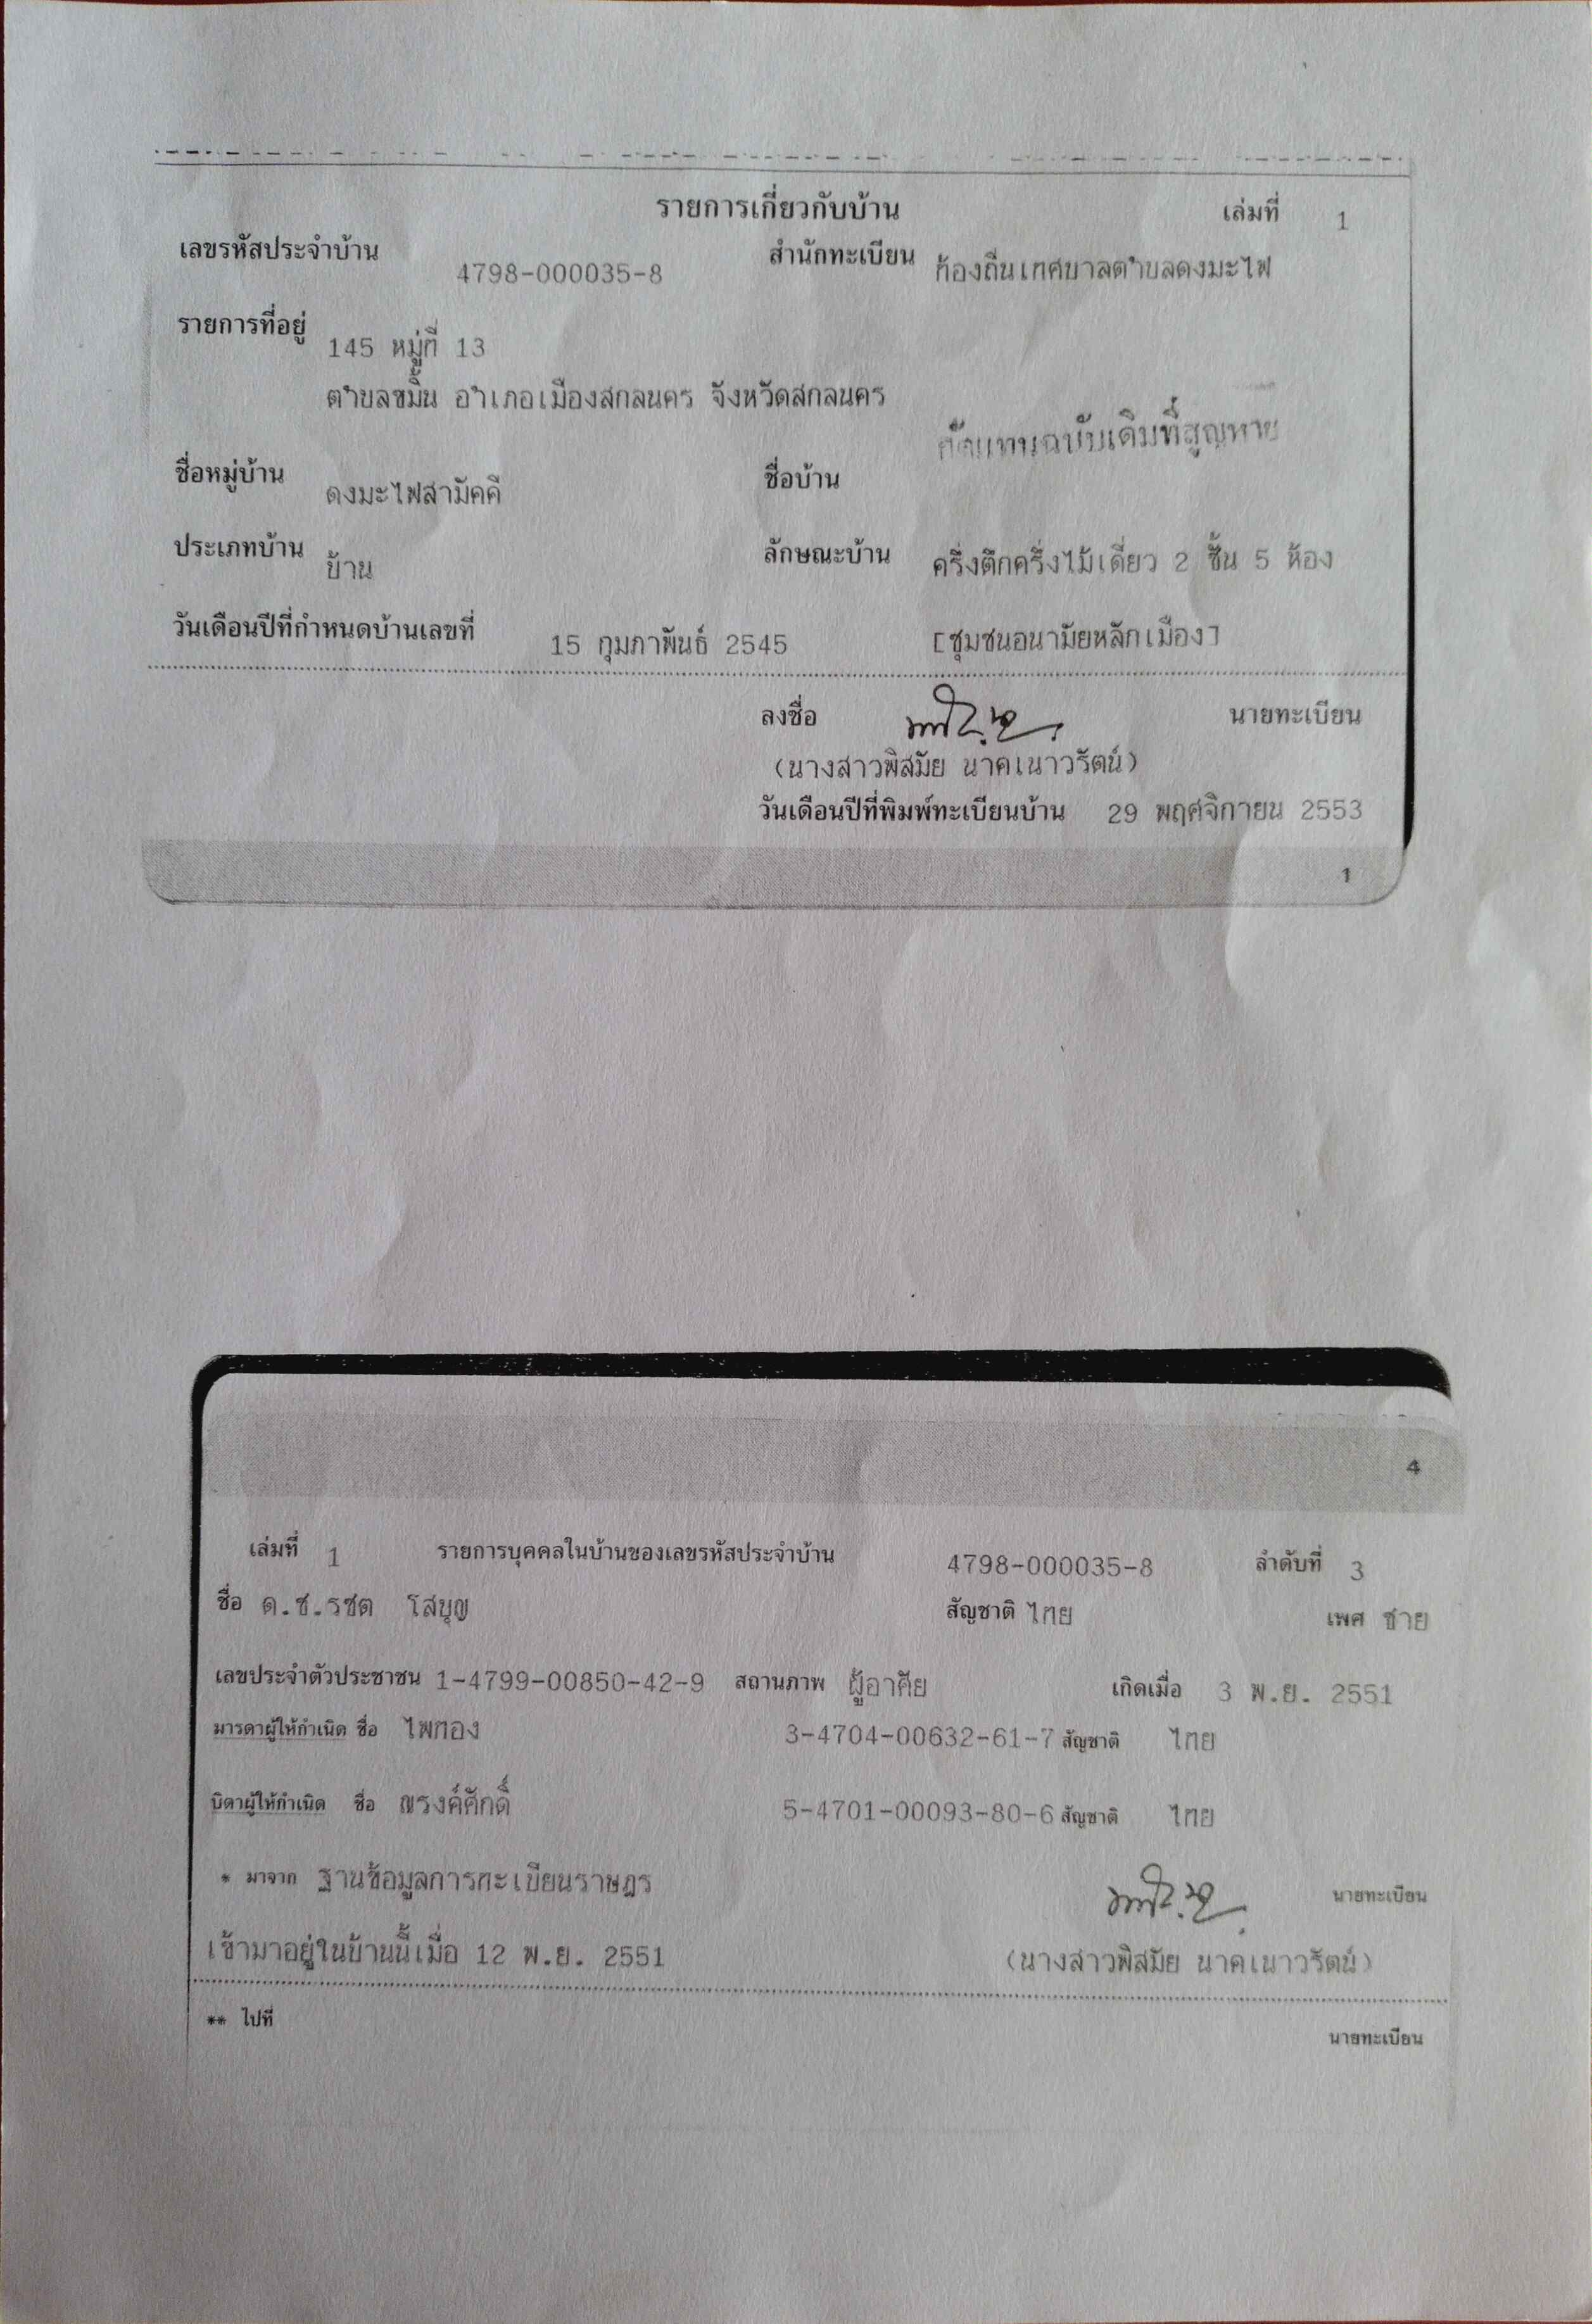 รายการเกี่ยวกับบ้าน เล่มที่ 1
เลขรหัสประจำบ้าน 4798-000035-8 สำนักทะเบียน ท้องถิ่นเทศบาลตำบลดงมะไฟ
รายการที่อยู่ 145 หมู่ที่ 13
ตำบลขมิ้น อำเภอเมืองสกลนคร จังหวัดสกลนคร
คัดแทนฉบับเดิมที่สูญหาย
ชื่อหมู่บ้าน ดงมะไฟสามัคคี ชื่อบ้าน
ประเภทบ้าน บ้าน ลักษณะบ้าน ครึ่งตึกครึ่งไม้เดี่ยว 2 ชั้น 5 ห้อง
วันเดือนปีที่กำหนดบ้านเลขที่ 15 กุมภาพันธ์ 2545 [ชุมชนอนามัยหลักเมือง]
ลงชื่อ นายทะเบียน
(นางสาวพิสมัย นาคเนาวรัตน์)
วันเดือนปีที่พิมพ์ทะเบียนบ้าน 29 พฤศจิกายน 2553
1
4
เล่มที่ 1 รายการบุคคลในบ้านของเลขรหัสประจำบ้าน 4798-000035-8 ลำดับที่ 3
ชื่อ ด.ช.รชต โสบุญ สัญชาติ ไทย เพศ ชาย
เลขประจำตัวประชาชน 1-4799-00850-42-9 สถานภาพ ผู้อาศัย เกิดเมื่อ 3 พ.ย. 2551
มารดาผู้ให้กำเนิด ชื่อ ไพทอง 3-4704-00632-61-7 สัญชาติ ไทย
บิดาผู้ให้กำเนิด ชื่อ ณรงค์ศักดิ์ 5-4701-00093-80-6 สัญชาติ ไทย
* มาจาก ฐานข้อมูลการทะเบียนราษฎร นายทะเบียน
เข้ามาอยู่ในบ้านนี้เมื่อ 12 พ.ย. 2551 (นางสาวพิสมัย นาคเนาวรัตน์)
** ไปที่ นายทะเบียน